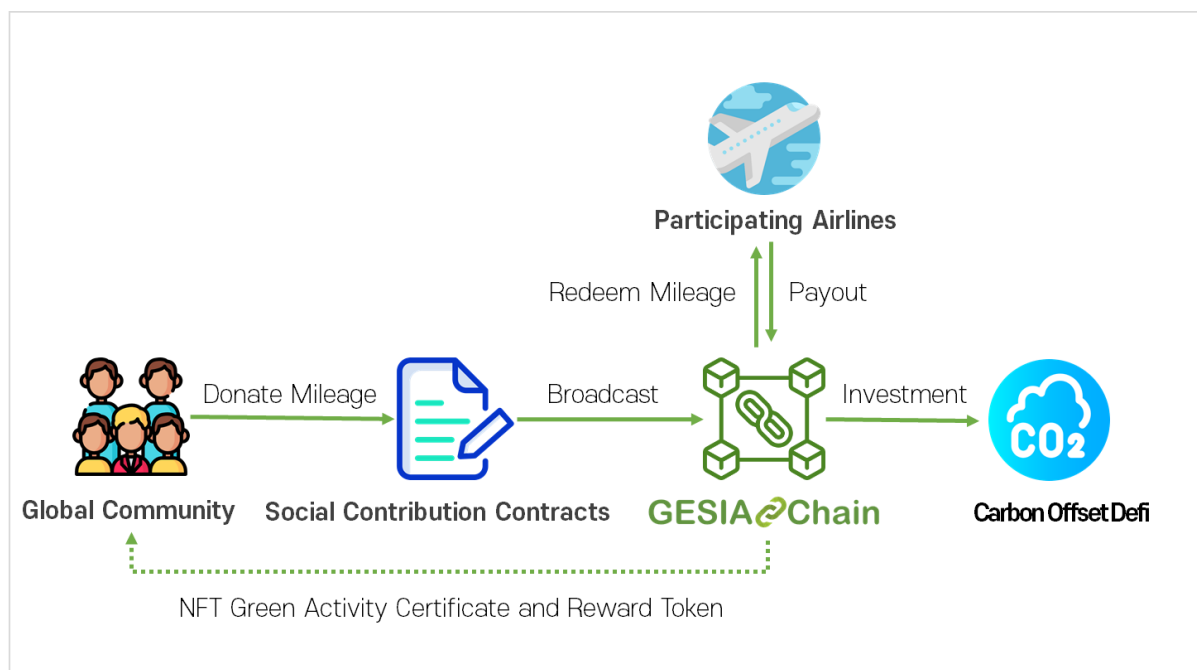 Participating Airlines
Redeem Mileage
Payout
Donate Mileage
Broadcast
Investment
CO2
Global Community
Social Contribution Contracts
GESIA Chain
Carbon Offset Defi
NFT Green Activity Certificate and Reward Token